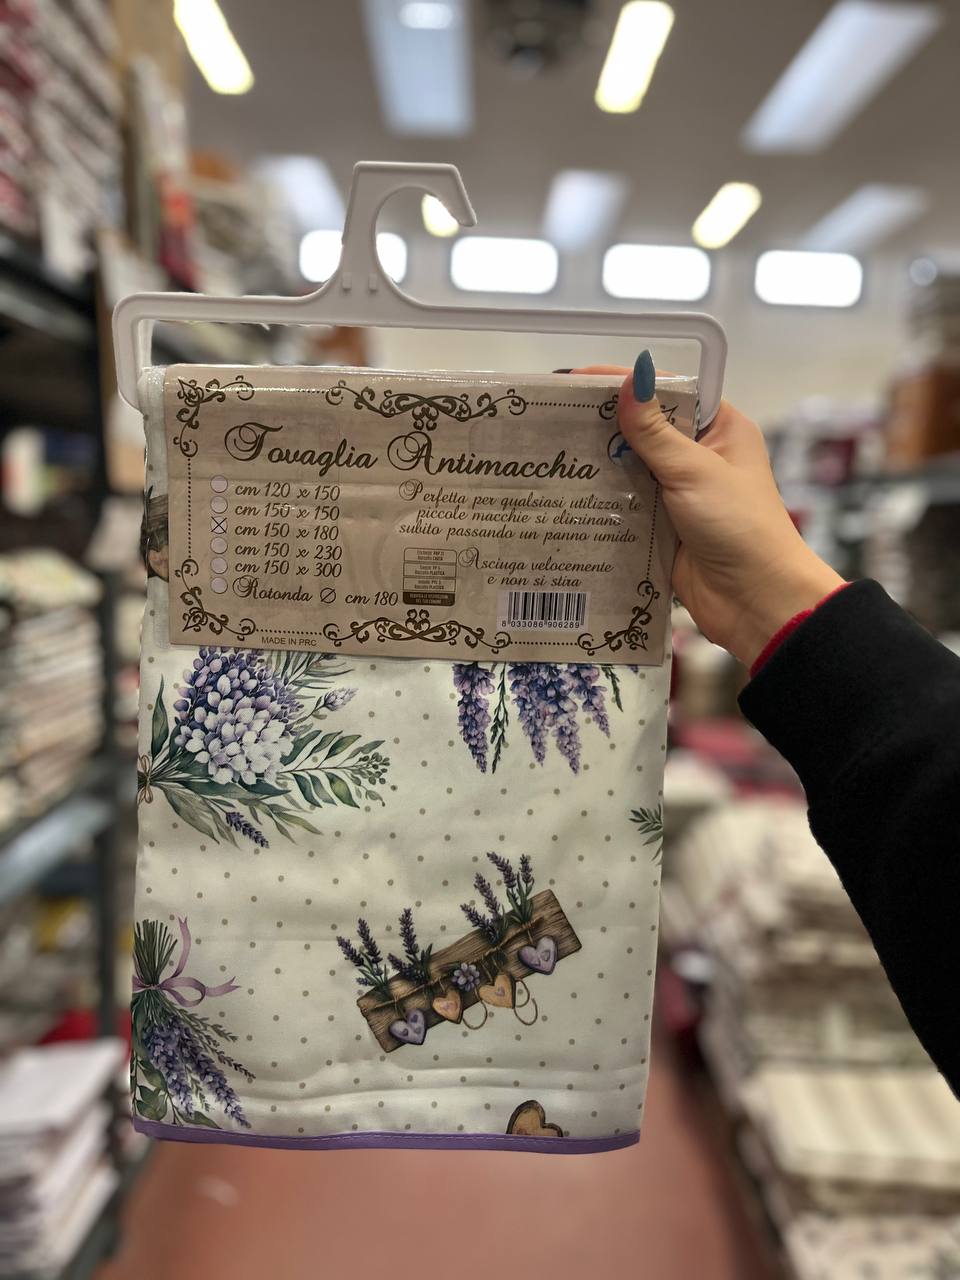 Tovaglia Antimacchia
cm 120 x 150
cm 150 x 150
cm 150 x 180
cm 150 x 230
cm 150 x 300
Rotonda Ø cm 180
Perfetta per qualsiasi utilizzo, le
piccole macchie si eliminano
subito passando un panno umido
Asciuga velocemente
e non si stira
8 033086 906289
MADE IN PRC